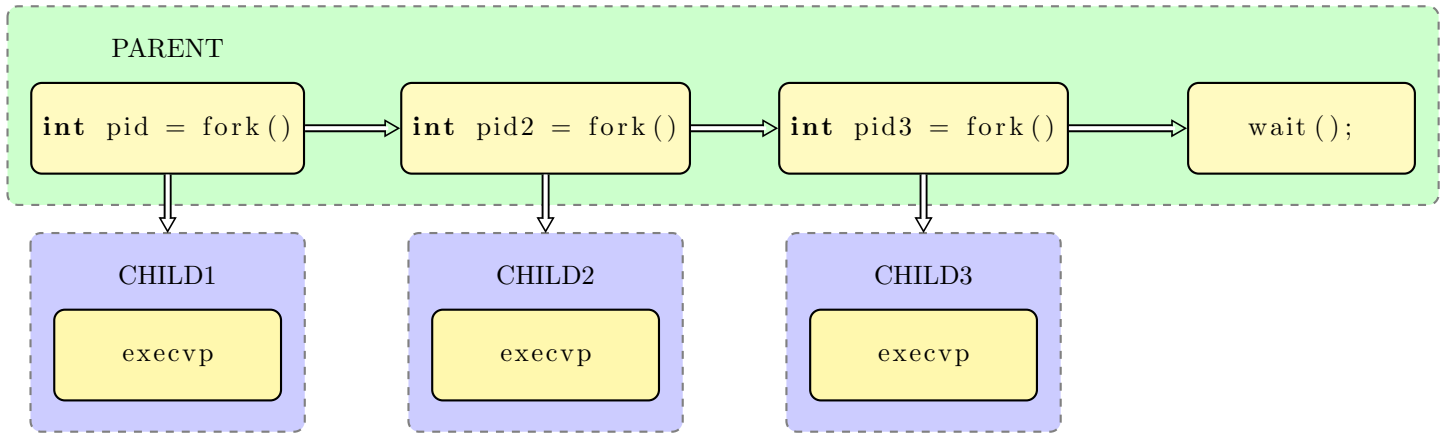 PARENT
int pid = fork()
int pid2 = fork()
int pid3 = fork()
wait();
CHILD1
CHILD2
CHILD3
execvp
execvp
execvp